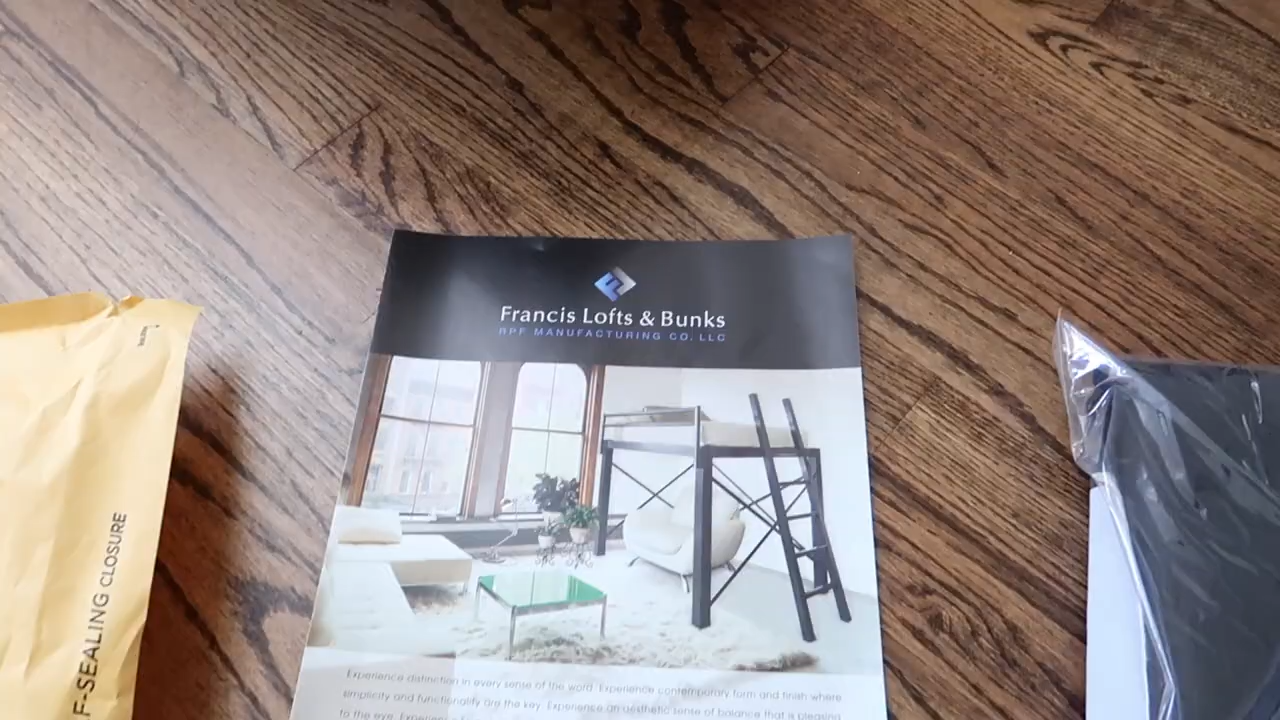 Francis Lofts & Bunks
RPF MANUFACTURING CO. LLC
Experience distinction in every sense of the word. Experience contemporary form and finish where
simplicity and functionality are the key. Experience an aesthetic sense of balance that is pleasing
to the eye. Experience
F-SEALING CLOSURE